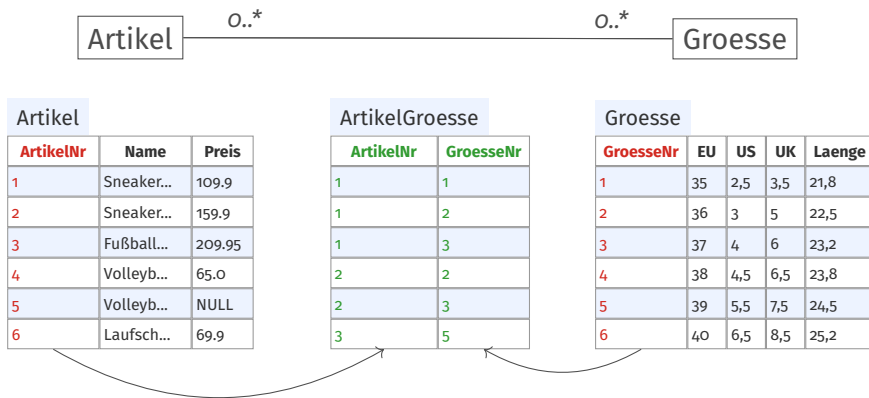 Artikel 0..* 0..* Groesse
Artikel
ArtikelNr Name Preis
1 Sneaker... 109.9
2 Sneaker... 159.9
3 Fußball... 209.95
4 Volleyb... 65.0
5 Volleyb... NULL
6 Laufsch... 69.9
ArtikelGroesse
ArtikelNr GroesseNr
1 1
1 2
1 3
2 2
2 3
3 5
Groesse
GroesseNr EU US UK Laenge
1 35 2,5 3,5 21,8
2 36 3 5 22,5
3 37 4 6 23,2
4 38 4,5 6,5 23,8
5 39 5,5 7,5 24,5
6 40 6,5 8,5 25,2